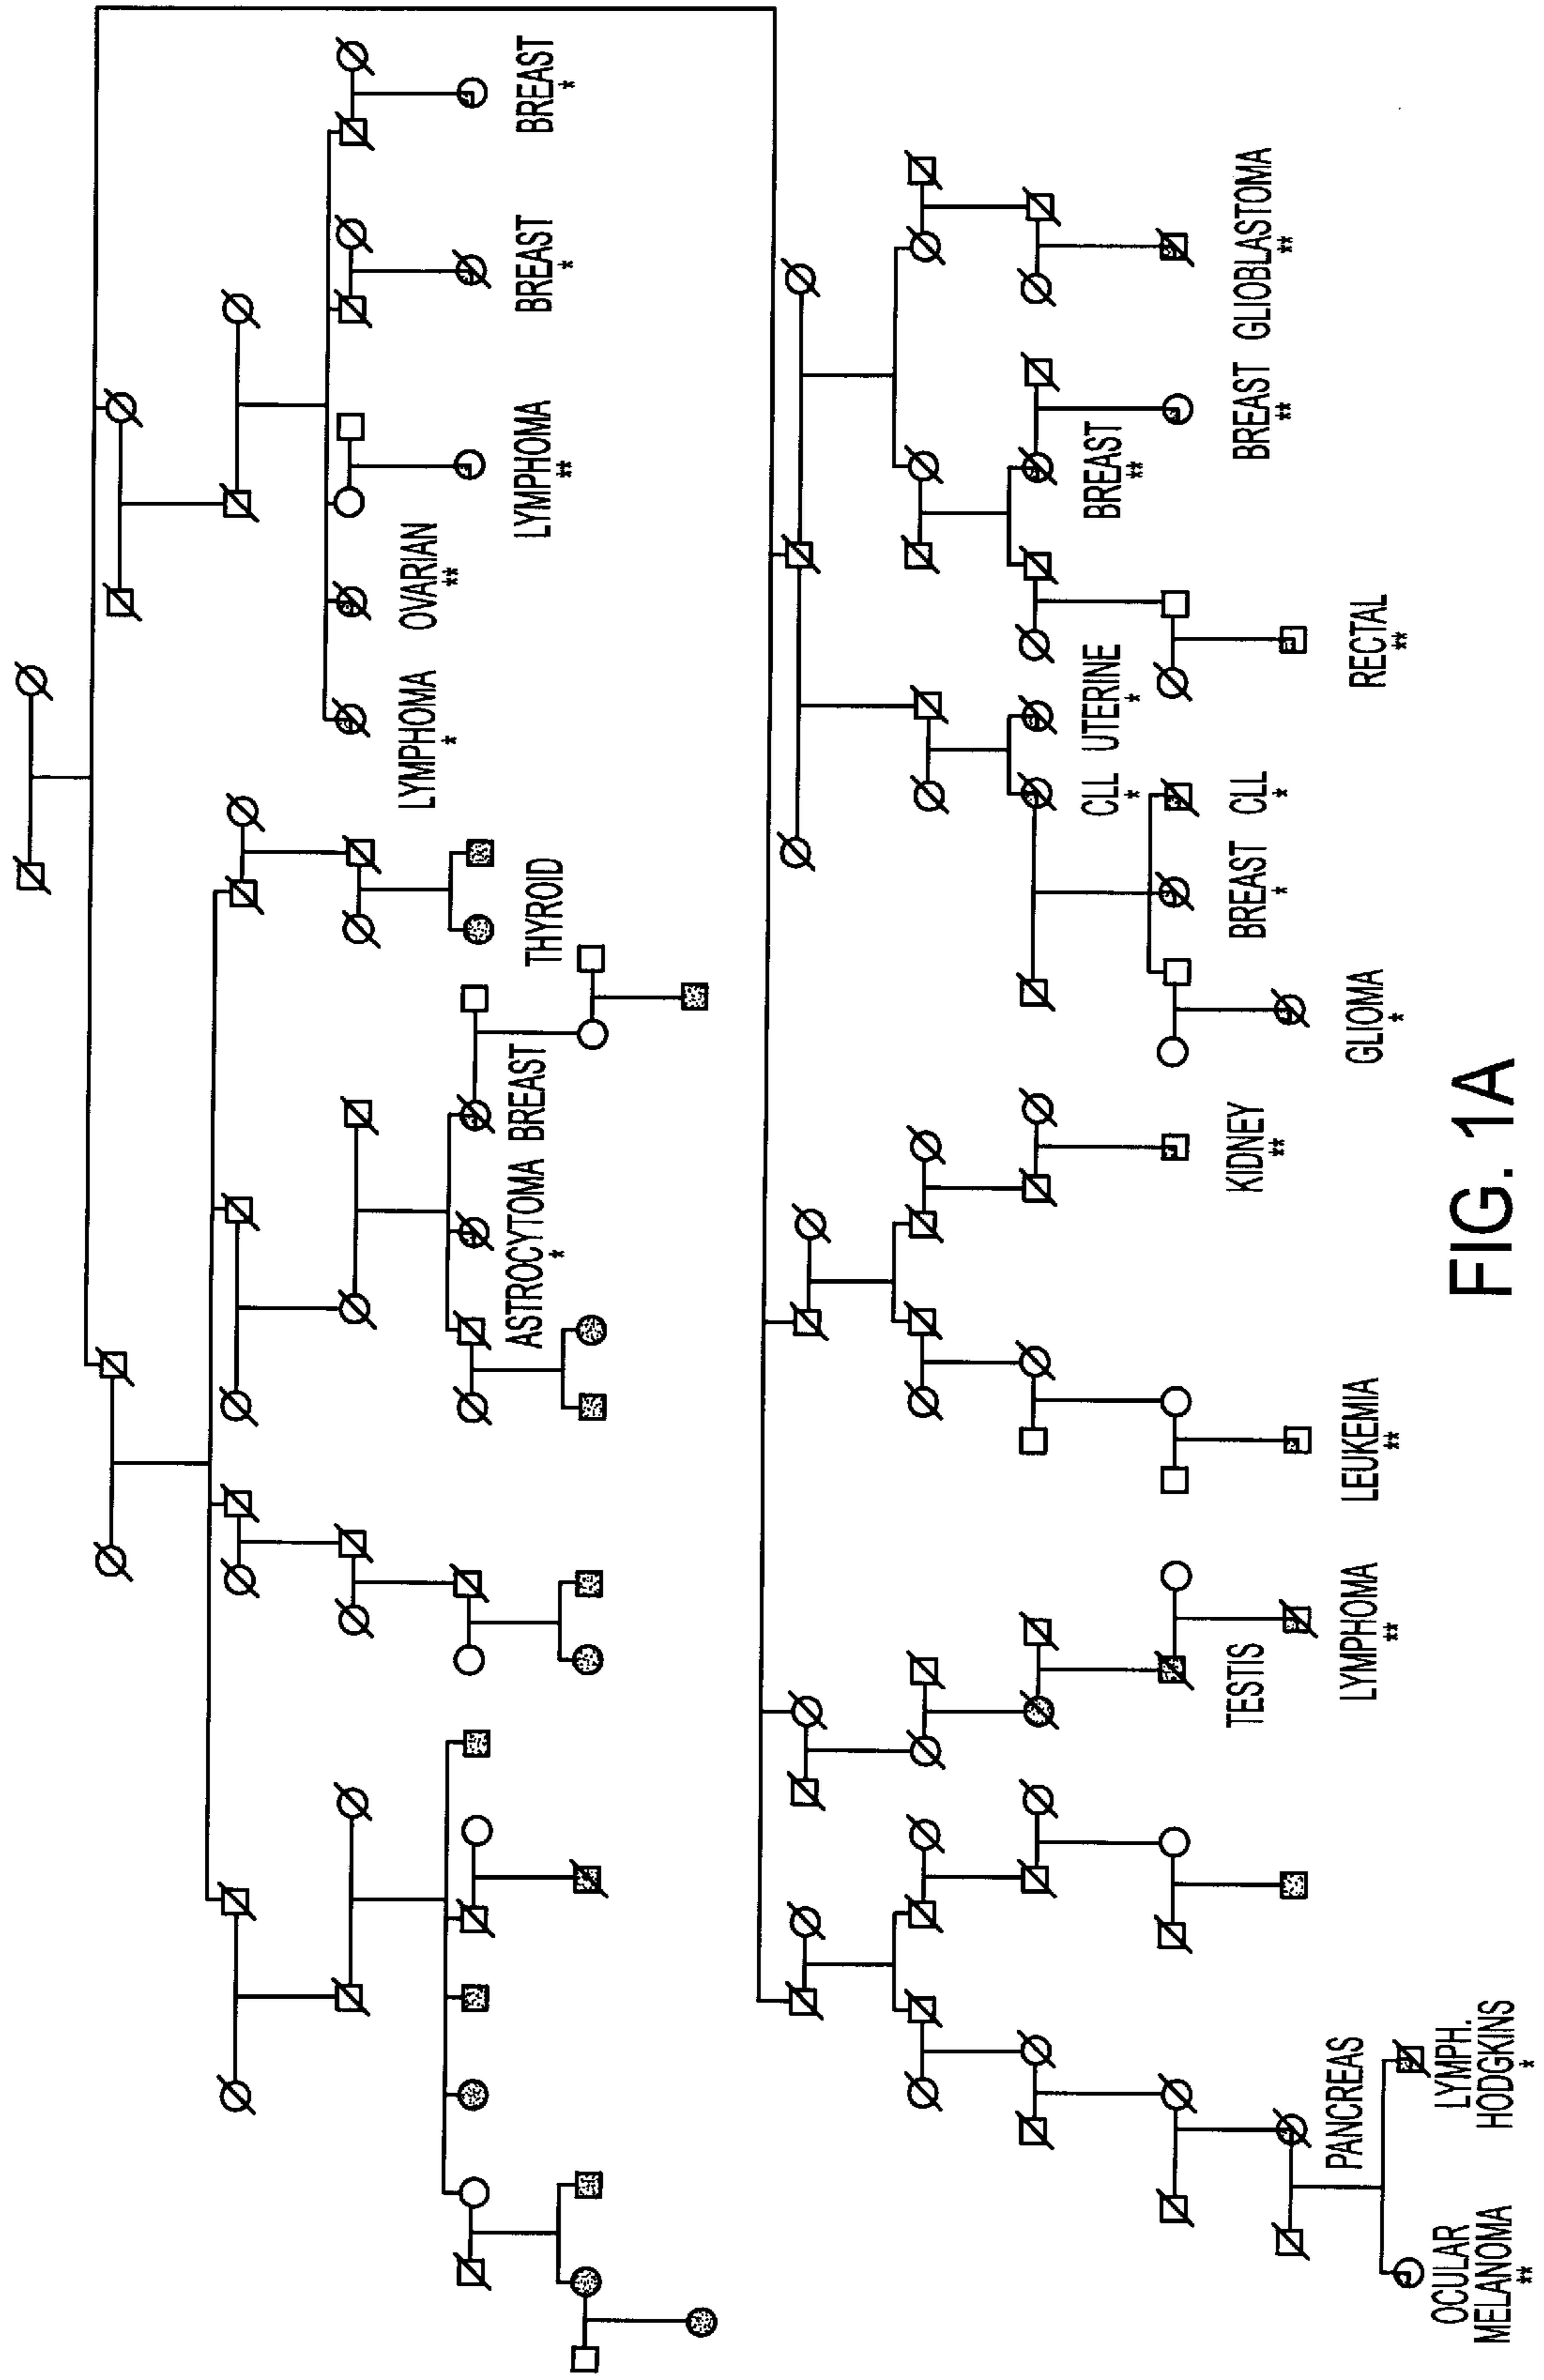 THYROID
ASTROCYTOMA BREAST
*
LYMPHOMA
*
OVARIAN
**
LYMPHOMA
**
BREAST
*
BREAST
*
PANCREAS
OCULAR
MELANOMA
**
LYMPH.
HODGKINS
*
TESTIS
LYMPHOMA
**
LEUKEMIA
**
KIDNEY
**
GLIOMA
*
CLL UTERINE
* *
BREAST CLL
* *
RECTAL
**
BREAST
**
BREAST GLIOBLASTOMA
** **
FIG. 1A